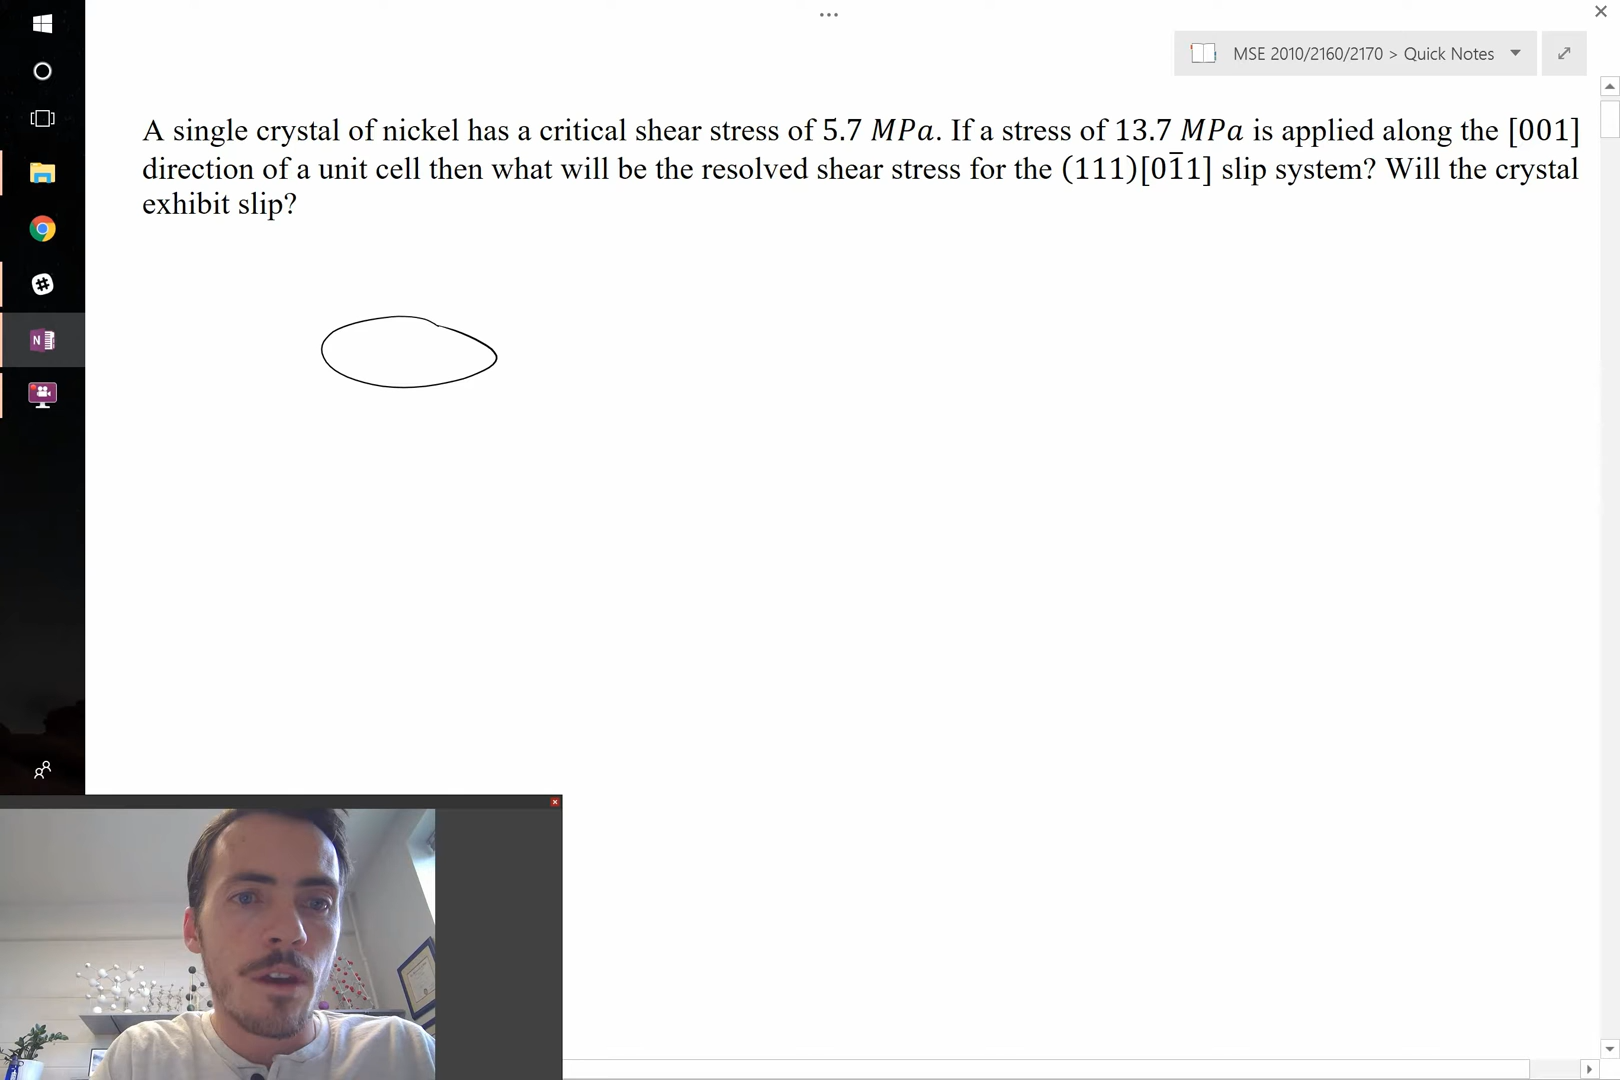 MSE 2010/2160/2170 > Quick Notes
A single crystal of nickel has a critical shear stress of 5.7 MPa. If a stress of 13.7 MPa is applied along the [001]
direction of a unit cell then what will be the resolved shear stress for the (111)[01̅1] slip system? Will the crystal
exhibit slip?
N